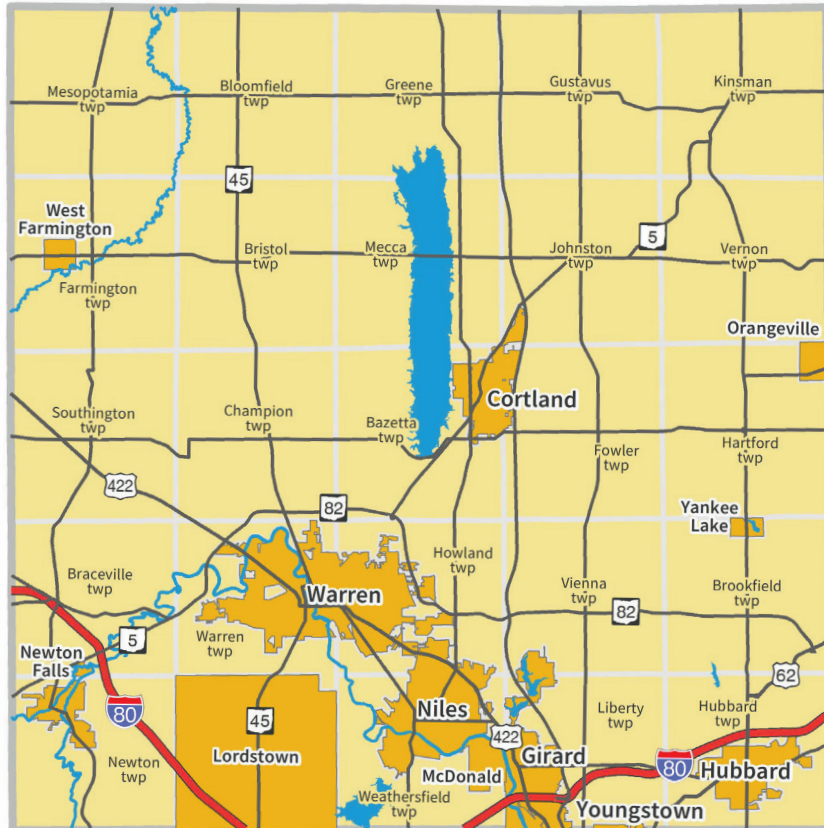 Mesopotamia
twp
Bloomfield
twp
Greene
twp
Gustavus
twp
Kinsman
twp
45
West
Farmington
5
Bristol
twp
Mecca
twp
Johnston
twp
Vernon
twp
Farmington
twp
Orangeville
Cortland
Southington
twp
Champion
twp
Bazetta
twp
Fowler
twp
Hartford
twp
422
82
Yankee
Lake
Braceville
twp
Warren
Howland
twp
Vienna
twp
82
Brookfield
twp
5
Warren
twp
Newton
Falls
62
80
45
Niles
Liberty
twp
Hubbard
twp
Lordstown
422
Girard
Newton
twp
McDonald
80
Hubbard
Weathersfield
twp
Youngstown